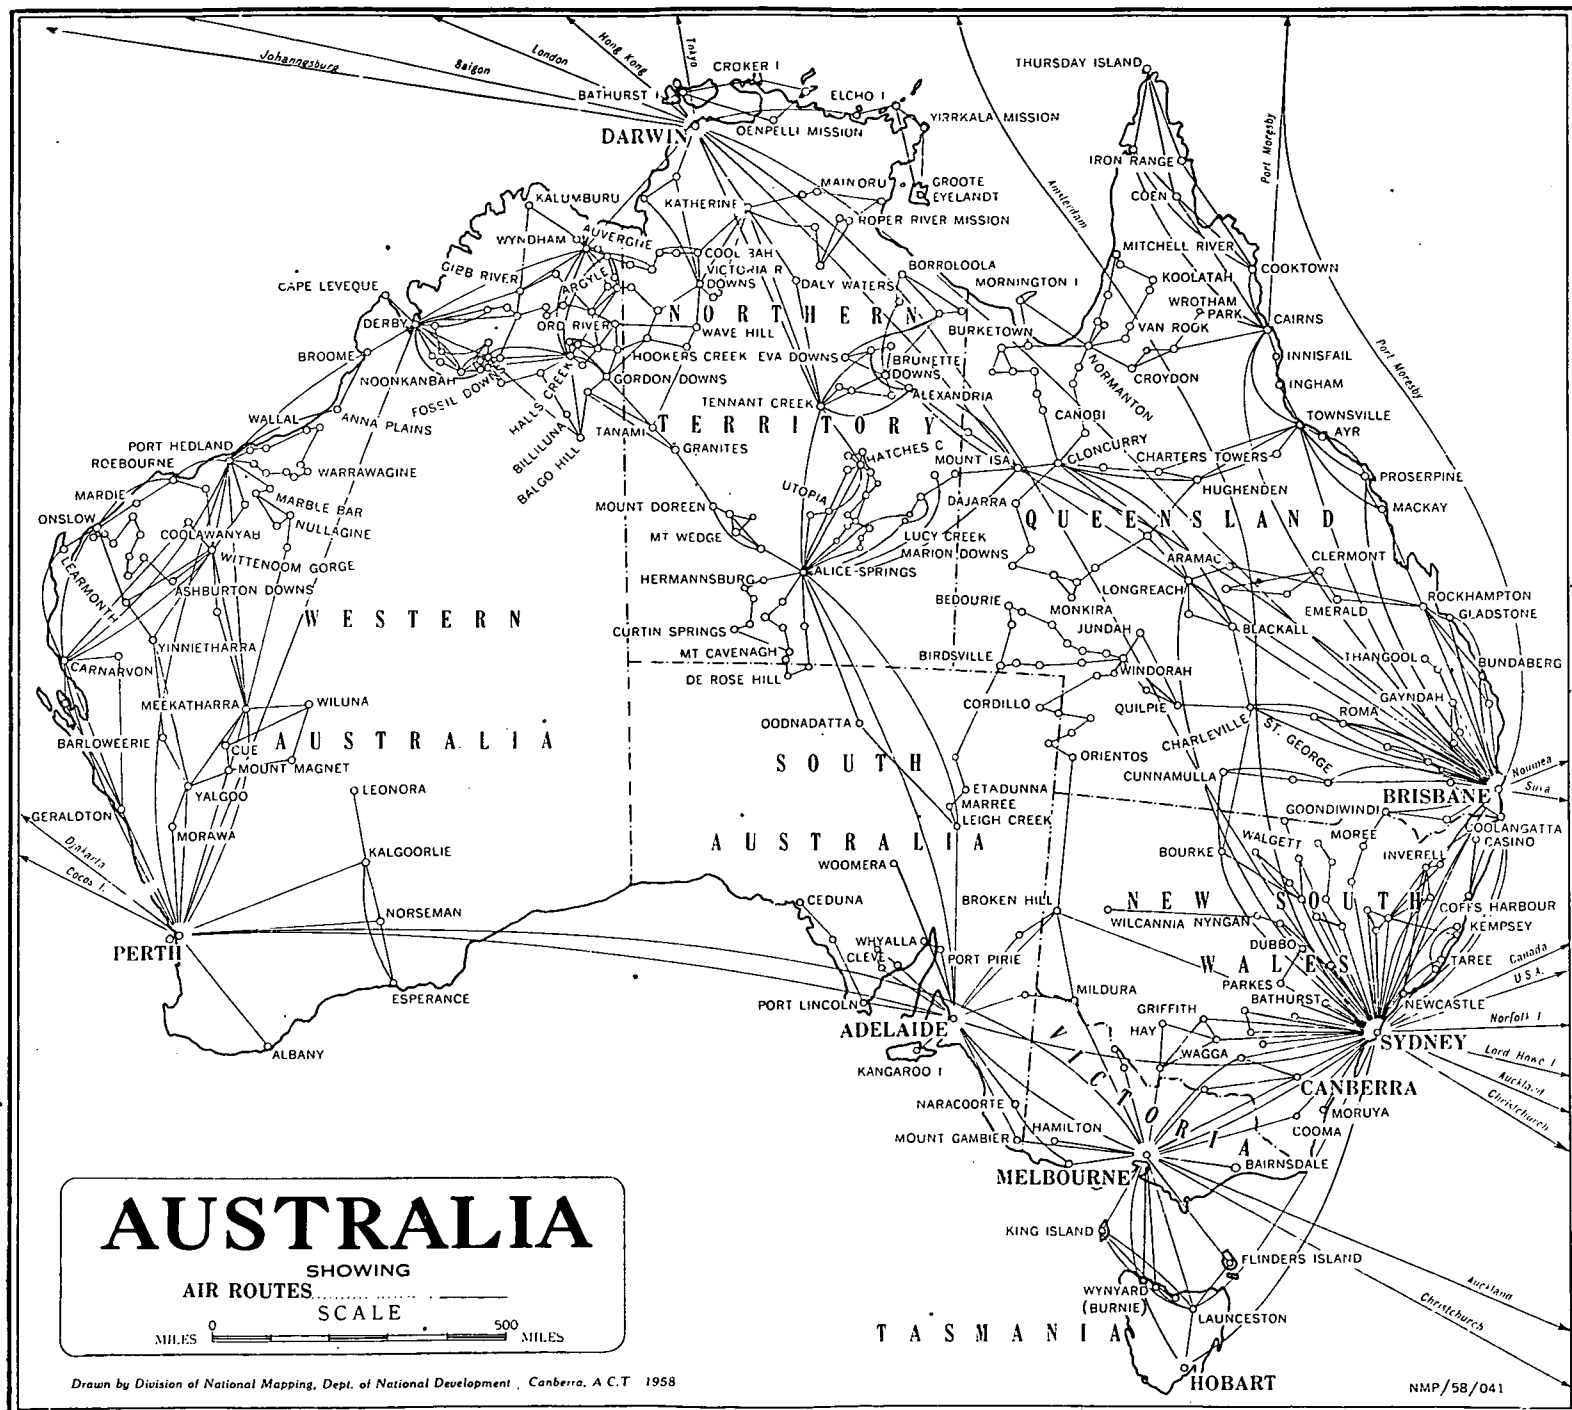 Johannesburg
Saigon
London
Hong Kong
Tokyo
CROKER I
BATHURST I
ELCHO I
THURSDAY ISLAND
DARWIN
OENPELLI MISSION
YIRRKALA MISSION
Port Moresby
IRON RANGE
Amsterdam
MAINORU
GROOTE
EYELANDT
KALUMBURU
KATHERINE
COEN
ROPER RIVER MISSION
WYNDHAM
AUVERGNE
MITCHELL RIVER
GIBB RIVER
ARGYLE
VICTORIA R
DOWNS
BORROLOOLA
COOKTOWN
CAPE LEVEQUE
DALY WATERS
MORNINGTON I
KOOLATAH
WROTHAM
PARK
NORTHERN
DERBY
ORD RIVER
WAVE HILL
BURKETOWN
VAN ROOK
CAIRNS
BROOME
HOOKERS CREEK
EVA DOWNS
BRUNETTE
DOWNS
INNISFAIL
Port Moresby
NOONKANBAH
FOSSIL DOWNS
HALLS CREEK
GORDON DOWNS
NORMANTON
CROYDON
INGHAM
WALLAL
ANNA PLAINS
TENNANT CREEK
ALEXANDRIA
CANOBI
TOWNSVILLE
BILLILUNA
TANAMI
TERRITORY
AYR
PORT HEDLAND
BALGO HILL
GRANITES
HATCHES C
MOUNT ISA
CLONCURRY
CHARTERS TOWERS
ROEBOURNE
WARRAWAGINE
PROSERPINE
MARDIE
MARBLE BAR
UTOPIA
DAJARRA
HUGHENDEN
ONSLOW
NULLAGINE
MOUNT DOREEN
QUEENSLAND
MACKAY
COOLAWANYAH
MT WEDGE
LUCY CREEK
LEARMONTH
WITTENOOM GORGE
MARION DOWNS
ARAMAC
CLERMONT
ASHBURTON DOWNS
HERMANNSBURG
ALICE SPRINGS
LONGREACH
BEDOURIE
MONKIRA
EMERALD
ROCKHAMPTON
GLADSTONE
WESTERN
CURTIN SPRINGS
JUNDAH
BLACKALL
YINNIETHARRA
MT CAVENAGH
BIRDSVILLE
THANGOOL
BUNDABERG
CARNARVON
DE ROSE HILL
WINDORAH
GAYNDAH
MEEKATHARRA
WILUNA
OODNADATTA
CORDILLO
QUILPIE
ROMA
BARLOWEERIE
CUE
AUSTRALIA
CHARLEVILLE
ST. GEORGE
MOUNT MAGNET
SOUTH
ORIENTOS
CUNNAMULLA
Noumea
YALGOO
LEONORA
ETADUNNA
BRISBANE
Suva
GERALDTON
MARREE
LEIGH CREEK
GOONDIWINDI
MORAWA
AUSTRALIA
COOLANGATTA
CASINO
Djakarta
Cocos I.
KALGOORLIE
WOOMERA
BOURKE
WALGETT
MOREE
INVERELL
CEDUNA
BROKEN HILL
NEW SOUTH
COFFS HARBOUR
NORSEMAN
WILCANNIA
NYNGAN
KEMPSEY
PERTH
WHYALLA
CLEVE
PORT PIRIE
DUBBO
WALES
TAREE
Canada
U.S.A.
ESPERANCE
PORT LINCOLN
MILDURA
PARKES
BATHURST
NEWCASTLE
ADELAIDE
GRIFFITH
HAY
Norfolk I
ALBANY
VICTORIA
WAGGA
SYDNEY
Lord Howe I
KANGAROO I
CANBERRA
Auckland
Christchurch
NARACOORTE
MORUYA
MOUNT GAMBIER
HAMILTON
COOMA
MELBOURNE
BAIRNSDALE
KING ISLAND
FLINDERS ISLAND
Auckland
Christchurch
WYNYARD
(BURNIE)
LAUNCESTON
TASMANIA
HOBART
AUSTRALIA
SHOWING
AIR ROUTES
SCALE
MILES 0 500 MILES
Drawn by Division of National Mapping, Dept. of National Development, Canberra, A.C.T 1958
NMP/58/041